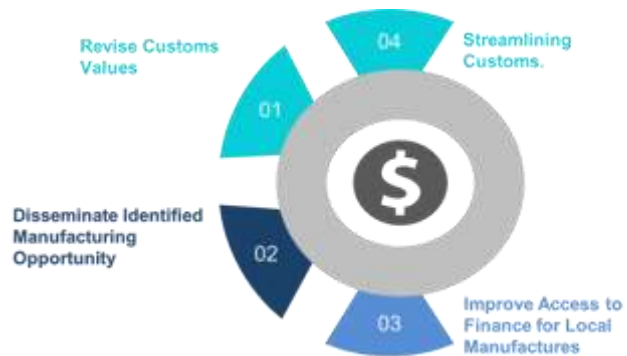 04
Streamlining
Customs.
Revise Customs
Values
01
Disseminate Identified
Manufacturing
Opportunity
02
$
03
Improve Access to
Finance for Local
Manufactures